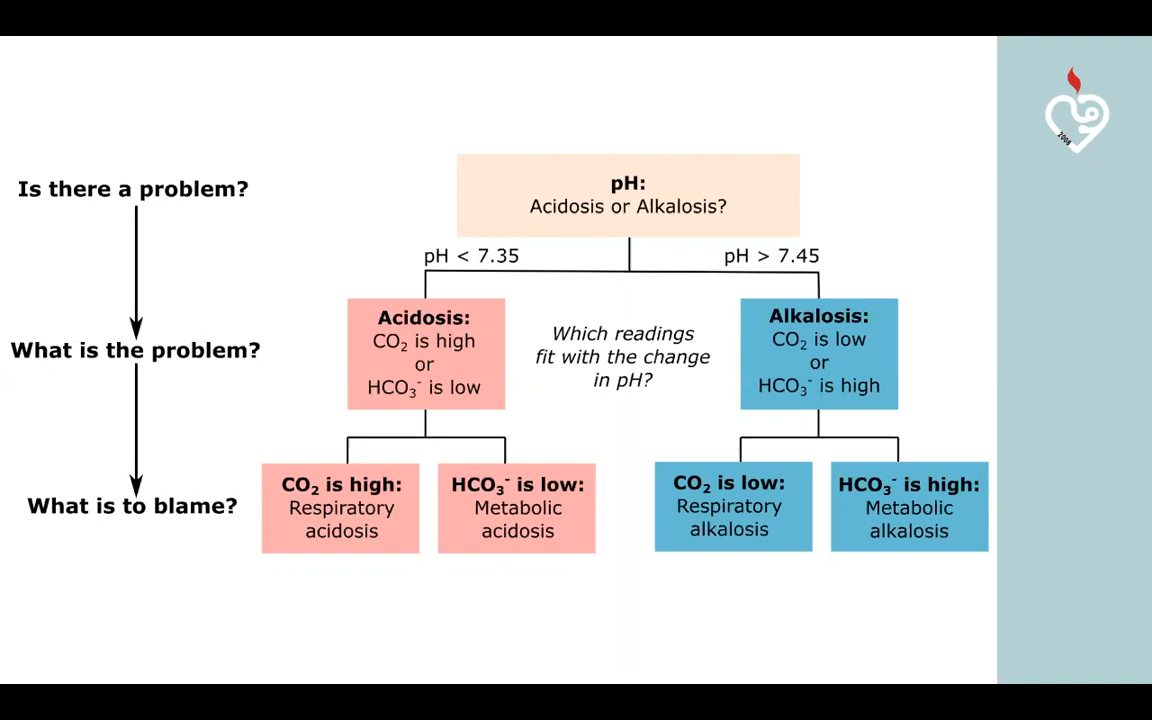 Is there a problem?
What is the problem?
What is to blame?
pH:
Acidosis or Alkalosis?
pH < 7.35
pH > 7.45
Acidosis:
CO₂ is high
or
HCO₃⁻ is low
Which readings
fit with the change
in pH?
Alkalosis:
CO₂ is low
or
HCO₃⁻ is high
CO₂ is high:
Respiratory
acidosis
HCO₃⁻ is low:
Metabolic
acidosis
CO₂ is low:
Respiratory
alkalosis
HCO₃⁻ is high:
Metabolic
alkalosis
2008